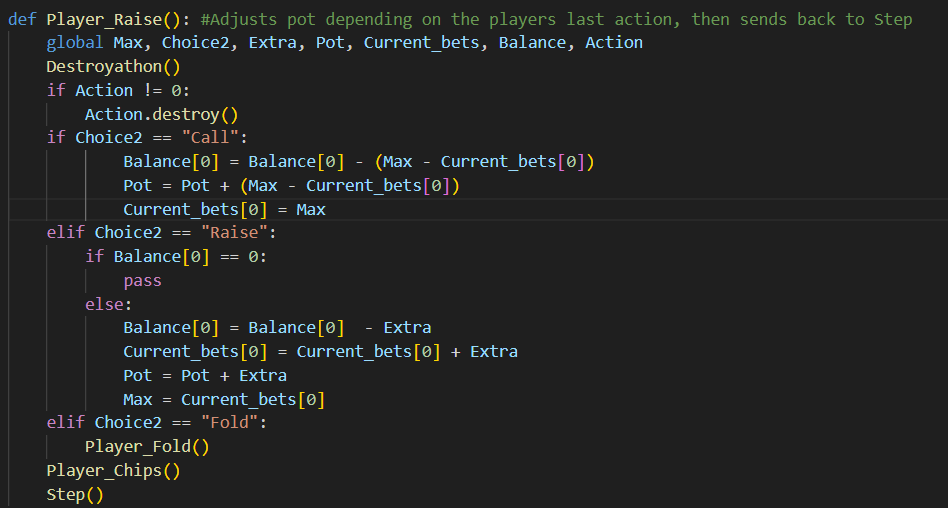 def Player_Raise(): #Adjusts pot depending on the players last action, then sends back to Step
    global Max, Choice2, Extra, Pot, Current_bets, Balance, Action
    Destroyathon()
    if Action != 0:
        Action.destroy()
    if Choice2 == "Call":
            Balance[0] = Balance[0] - (Max - Current_bets[0])
            Pot = Pot + (Max - Current_bets[0])
            Current_bets[0] = Max
    elif Choice2 == "Raise":
        if Balance[0] == 0:
            pass
        else:
            Balance[0] = Balance[0]  - Extra
            Current_bets[0] = Current_bets[0] + Extra
            Pot = Pot + Extra
            Max = Current_bets[0]
    elif Choice2 == "Fold":
        Player_Fold()
    Player_Chips()
    Step()